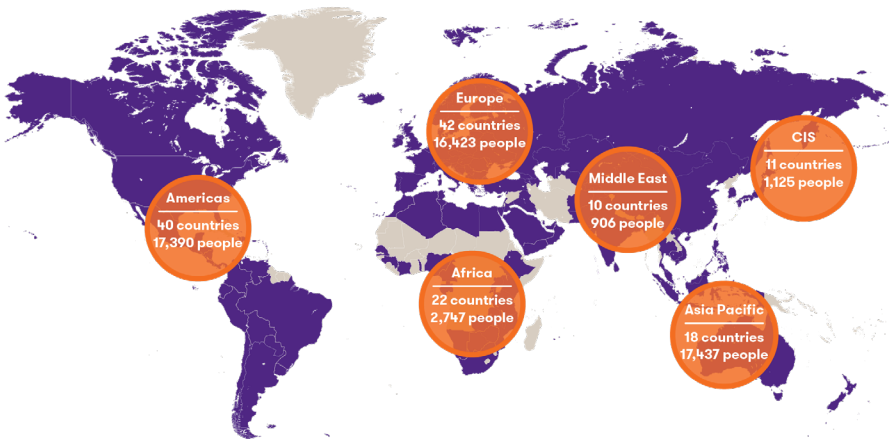 Europe
42 countries
16,423 people
CIS
11 countries
1,125 people
Middle East
10 countries
906 people
Americas
40 countries
17,390 people
Africa
22 countries
2,747 people
Asia Pacific
18 countries
17,437 people